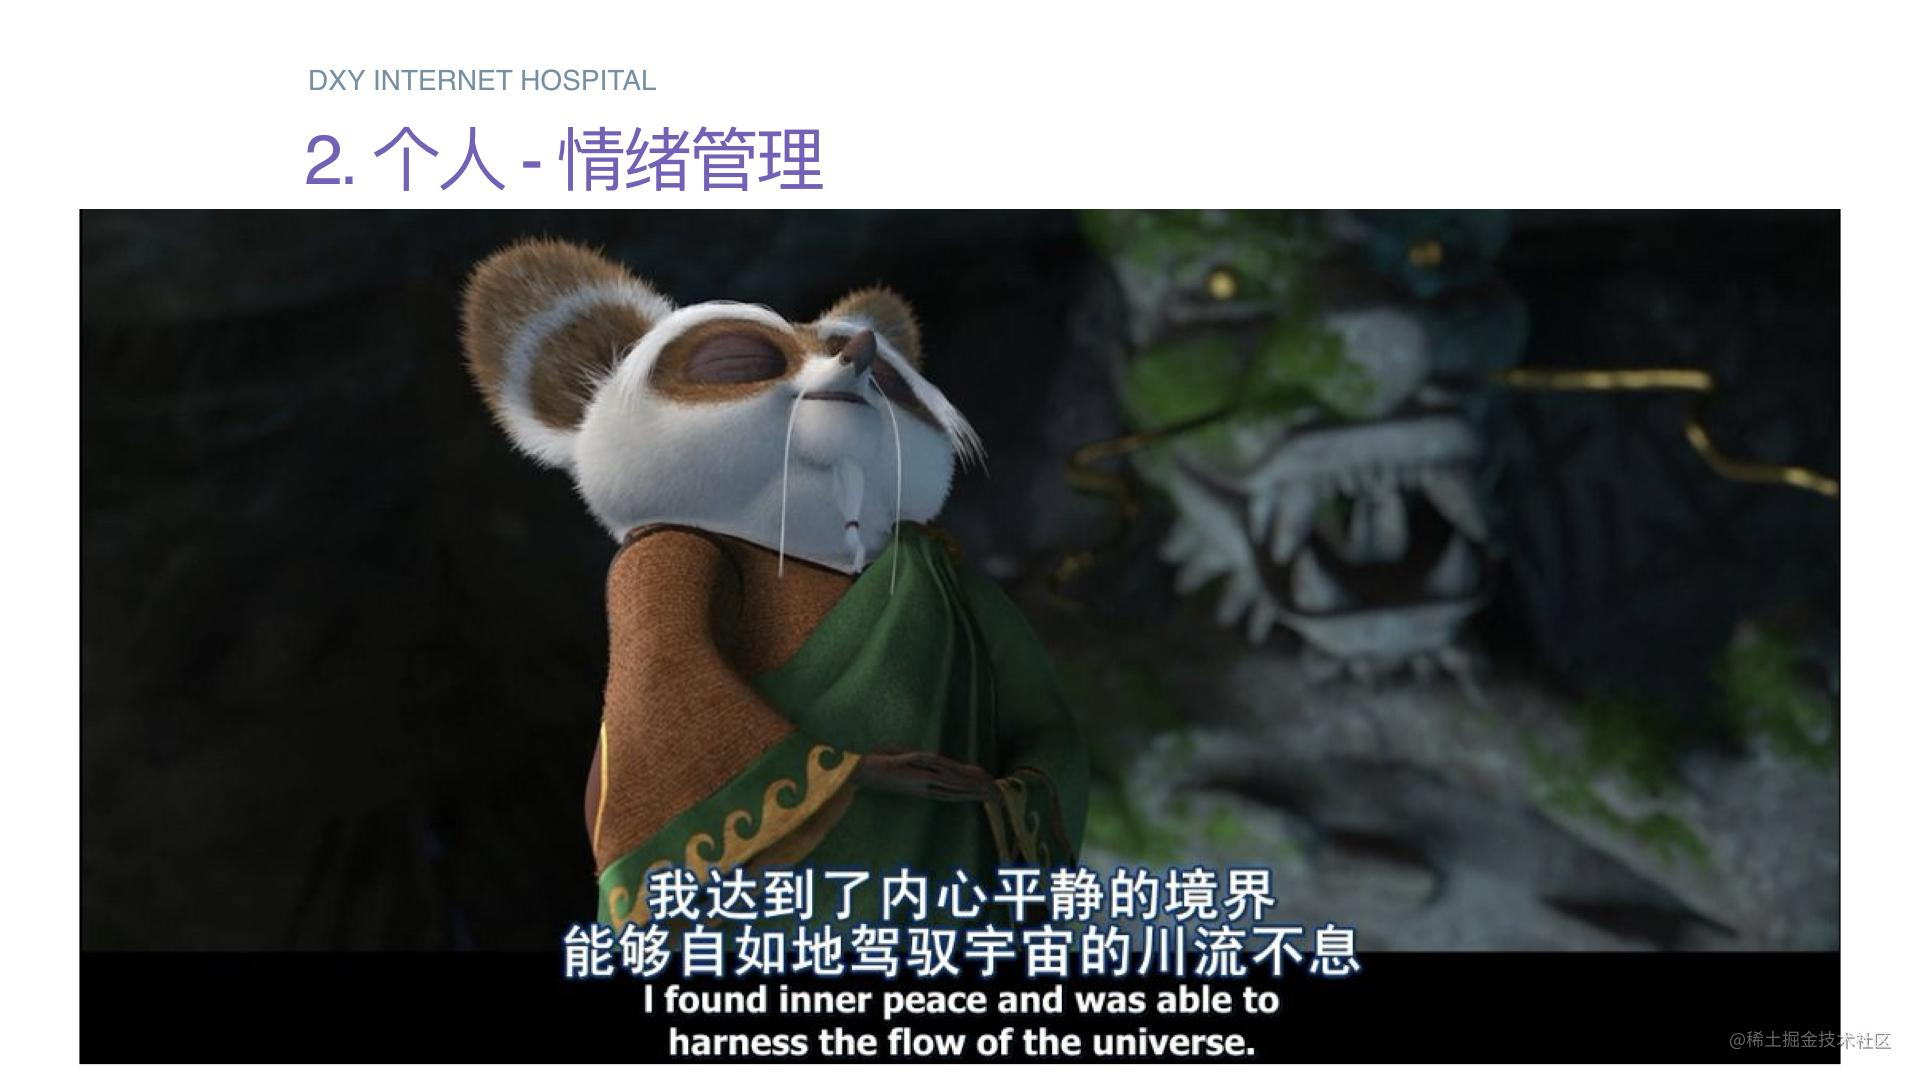 DXY INTERNET HOSPITAL
2. 个人 - 情绪管理
我达到了内心平静的境界
能够自如地驾驭宇宙的川流不息
I found inner peace and was able to
harness the flow of the universe.
@稀土掘金技术社区